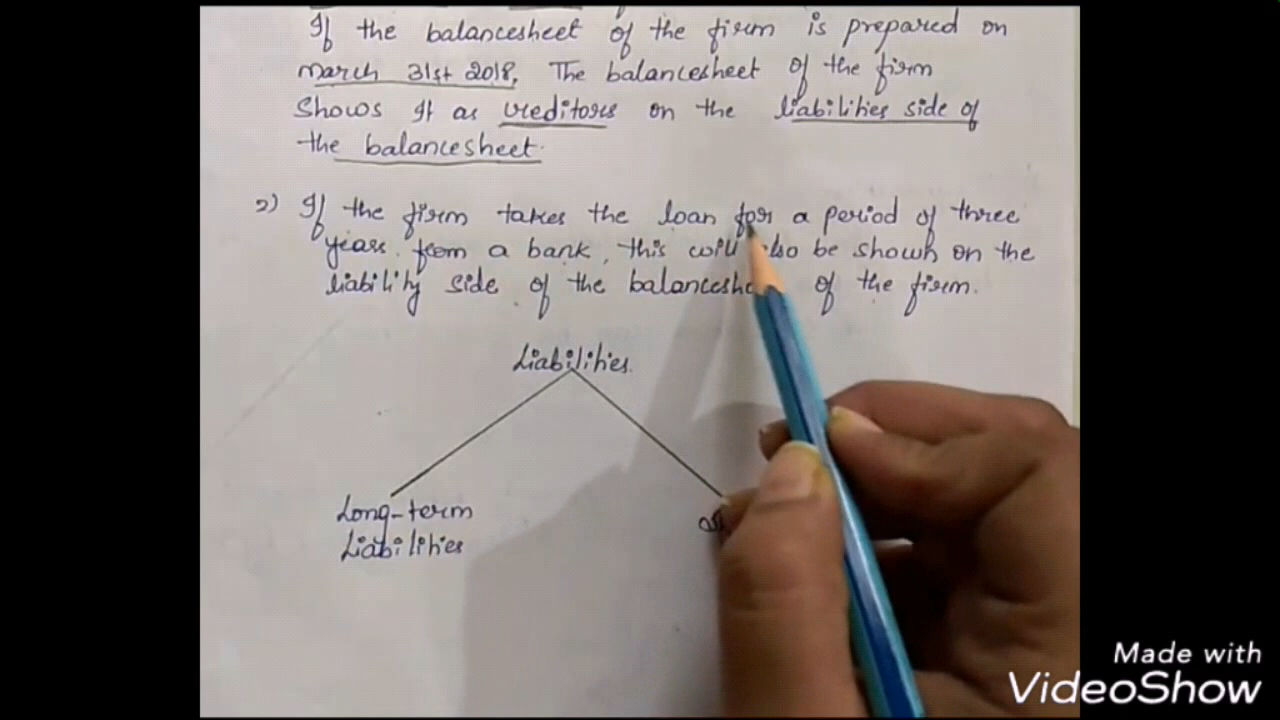 If the balancesheet of the firm is prepared on
March 31st 2018, The balancesheet of the firm
Shows It as creditors on the liabilities side of
the balancesheet.
2) If the firm takes the loan for a period of three
years from a bank, this will also be shown on the
liability side of the balanceshe of the firm.
Liabilities.
Long-term
Liabilities
Made with
VideoShow